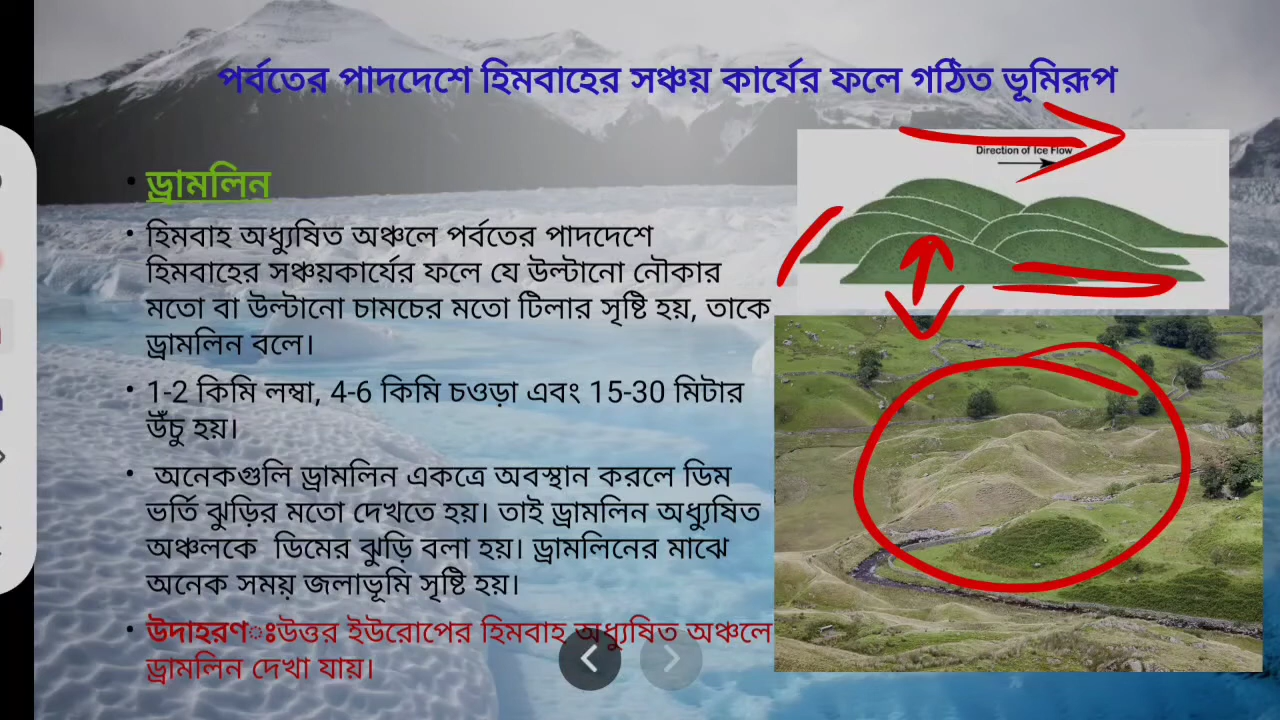 পর্বতের পাদদেশে হিমবাহের সঞ্চয় কার্যের ফলে গঠিত ভূমিরূপ
Direction of Ice Flow
• ড্রামলিন
• হিমবাহ অধ্যুষিত অঞ্চলে পর্বতের পাদদেশে
হিমবাহের সঞ্চয়কার্যের ফলে যে উল্টানো নৌকার
মতো বা উল্টানো চামচের মতো টিলার সৃষ্টি হয়, তাকে
ড্রামলিন বলে।
• 1-2 কিমি লম্বা, 4-6 কিমি চওড়া এবং 15-30 মিটার
উঁচু হয়।
• অনেকগুলি ড্রামলিন একত্রে অবস্থান করলে ডিম
ভর্তি ঝুড়ির মতো দেখতে হয়। তাই ড্রামলিন অধ্যুষিত
অঞ্চলকে ডিমের ঝুড়ি বলা হয়। ড্রামলিনের মাঝে
অনেক সময় জলাভূমি সৃষ্টি হয়।
• উদাহরণঃউত্তর ইউরোপের হিমবাহ অধ্যুষিত অঞ্চলে
ড্রামলিন দেখা যায়।